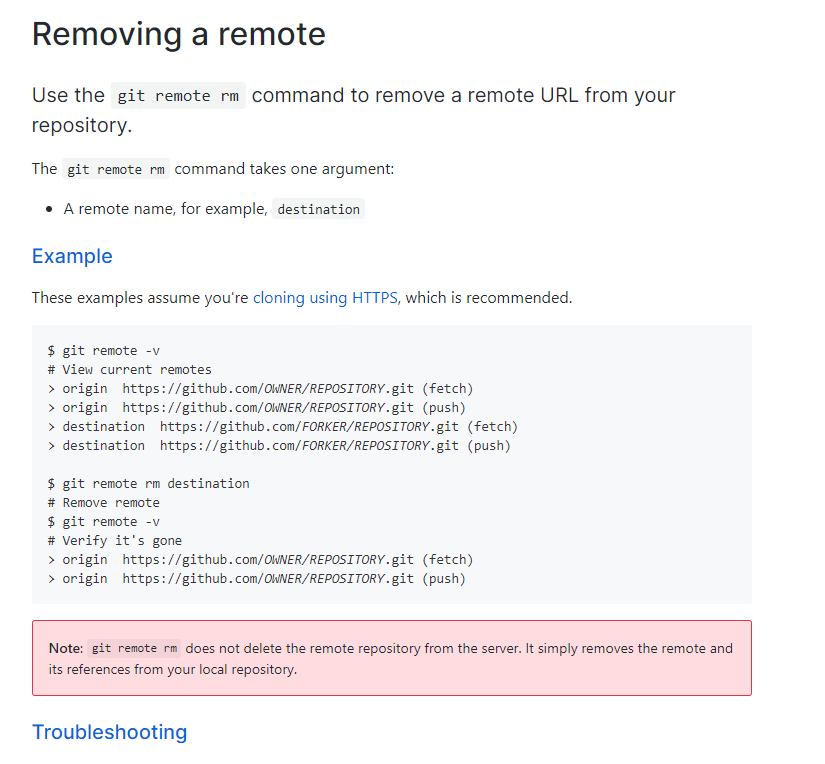 Removing a remote
Use the git remote rm command to remove a remote URL from your
repository.
The git remote rm command takes one argument:
• A remote name, for example, destination
Example
These examples assume you're cloning using HTTPS, which is recommended.
$ git remote -v
# View current remotes
> origin  https://github.com/OWNER/REPOSITORY.git (fetch)
> origin  https://github.com/OWNER/REPOSITORY.git (push)
> destination  https://github.com/FORKER/REPOSITORY.git (fetch)
> destination  https://github.com/FORKER/REPOSITORY.git (push)
$ git remote rm destination
# Remove remote
$ git remote -v
# Verify it's gone
> origin  https://github.com/OWNER/REPOSITORY.git (fetch)
> origin  https://github.com/OWNER/REPOSITORY.git (push)
Note: git remote rm does not delete the remote repository from the server. It simply removes the remote and
its references from your local repository.
Troubleshooting